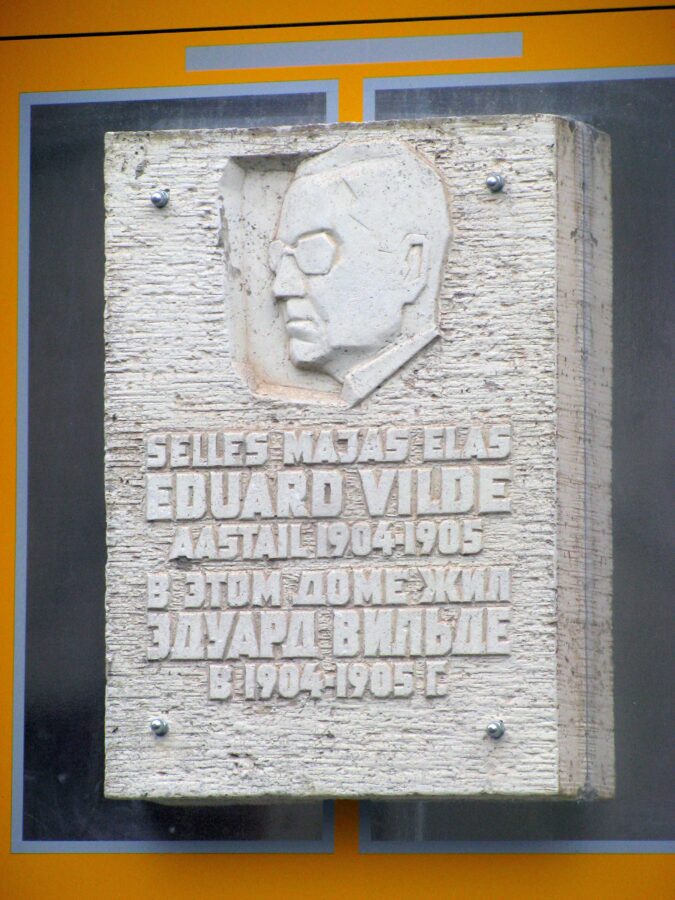 SELLES MAJAS ELAS
EDUARD VILDE
AASTAIL 1904-1905
В ЭТОМ ДОМЕ ЖИЛ
ЭДУАРД ВИЛЬДЕ
В 1904-1905 Г.